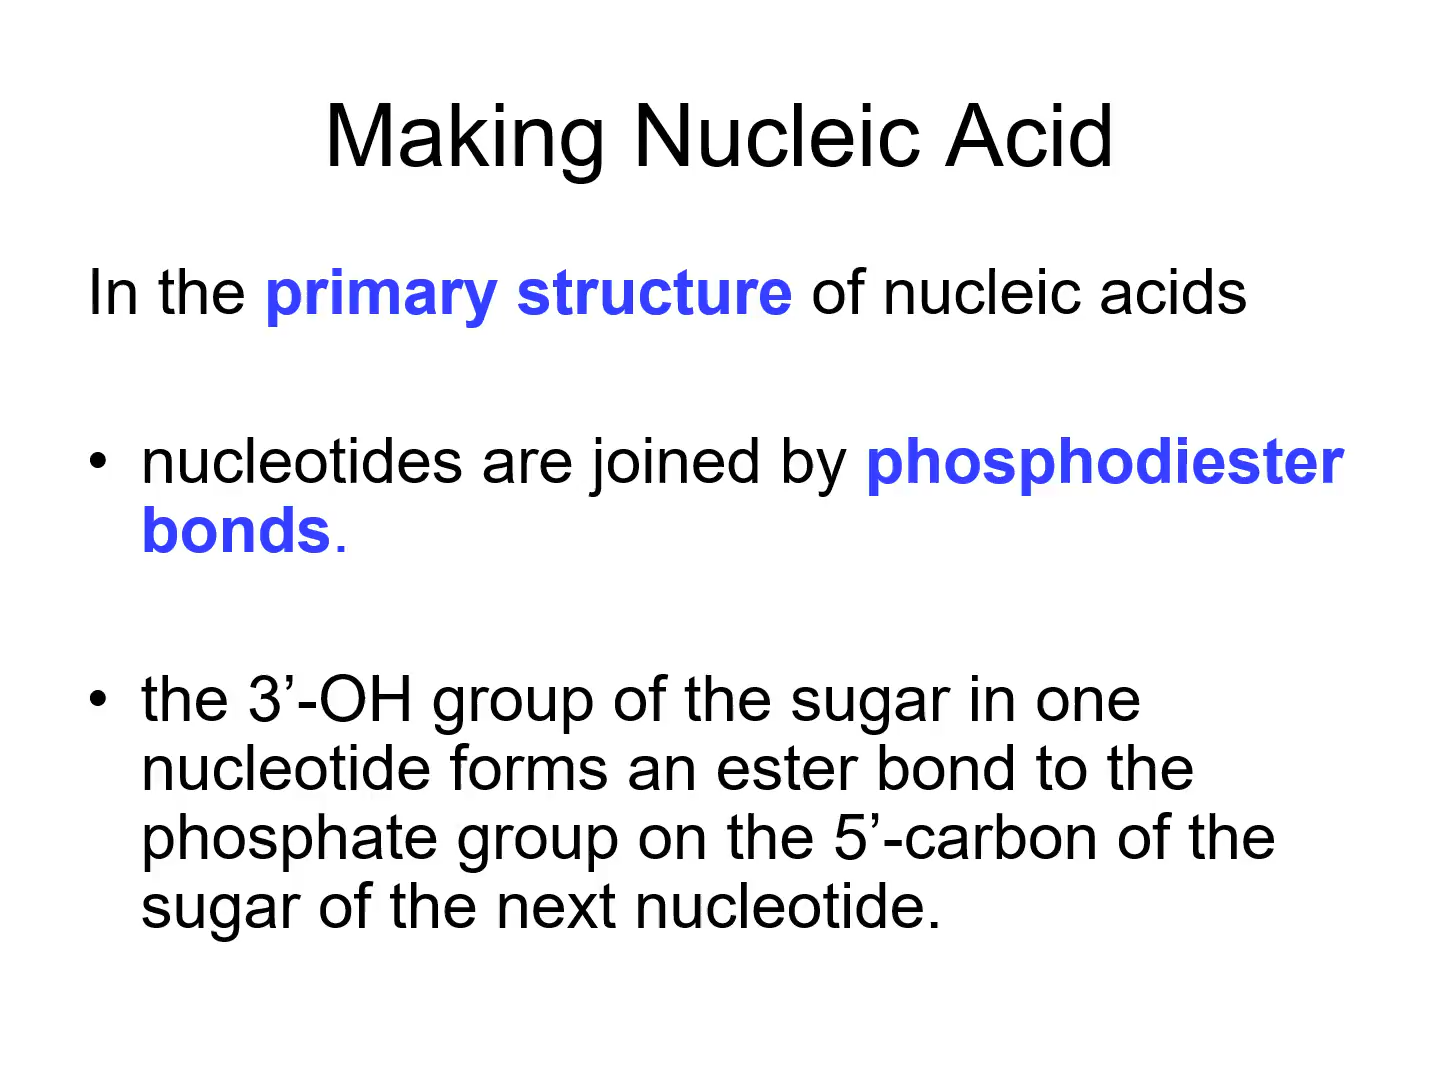 Making Nucleic Acid
In the primary structure of nucleic acids
• nucleotides are joined by phosphodiester
bonds.
• the 3’-OH group of the sugar in one
nucleotide forms an ester bond to the
phosphate group on the 5’-carbon of the
sugar of the next nucleotide.